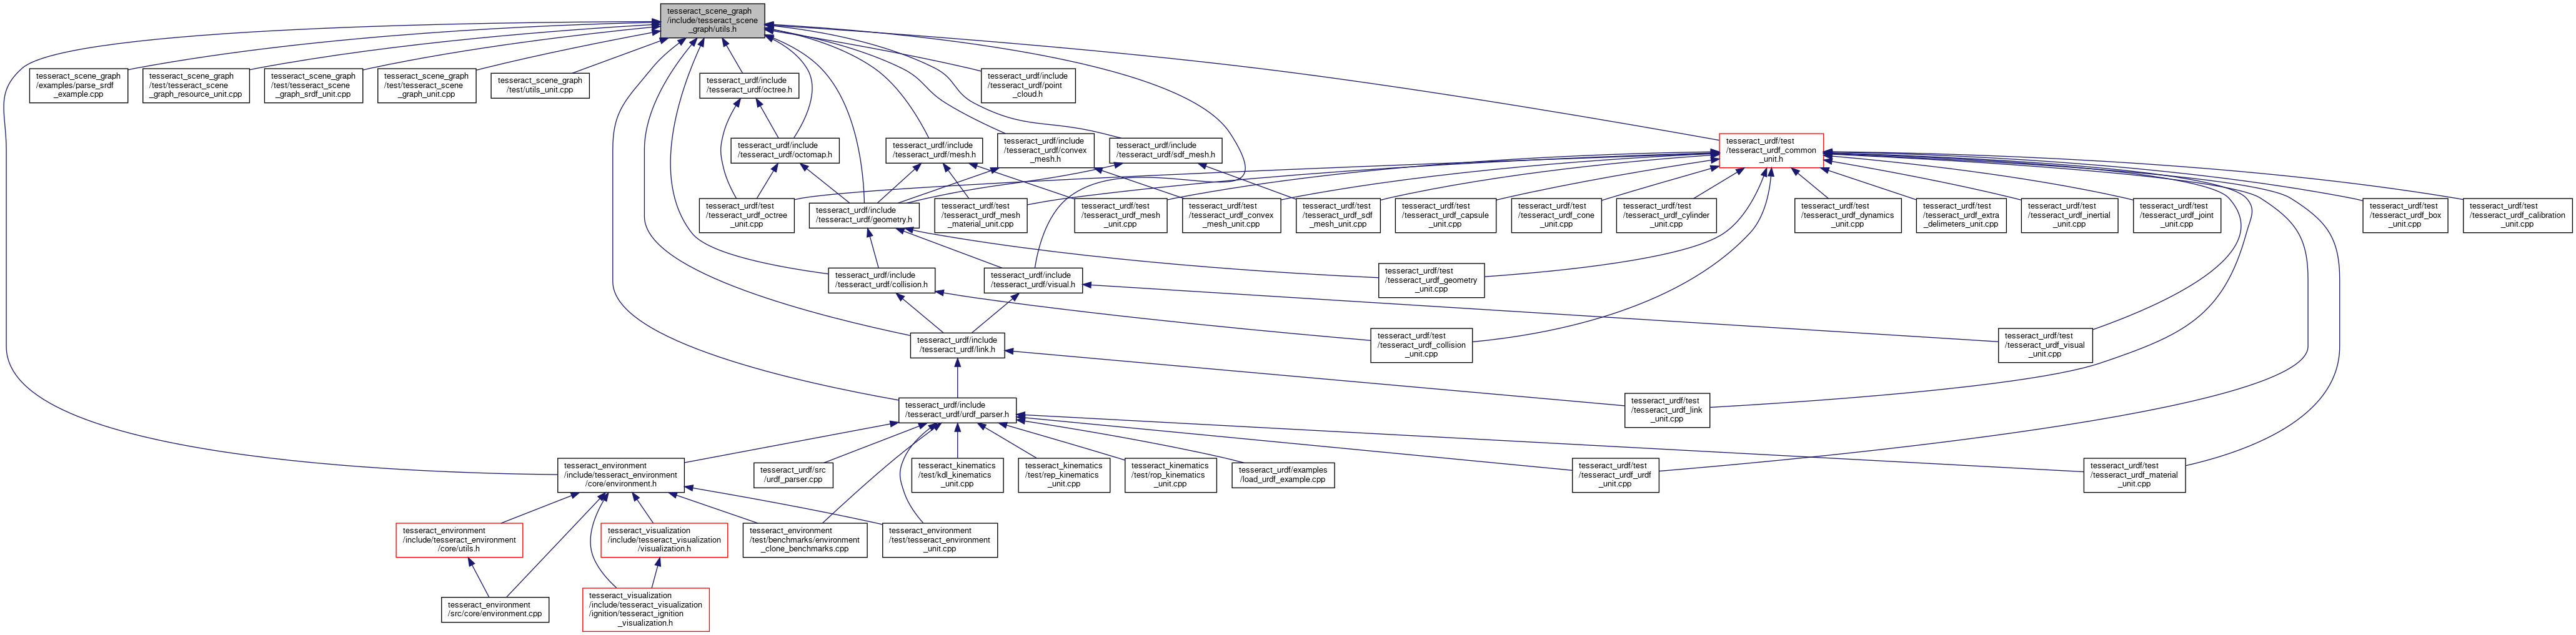 tesseract_scene_graph
/include/tesseract_scene
_graph/utils.h
tesseract_scene_graph
/examples/parse_srdf
_example.cpp
tesseract_scene_graph
/test/tesseract_scene
_graph_resource_unit.cpp
tesseract_scene_graph
/test/tesseract_scene
_graph_srdf_unit.cpp
tesseract_scene_graph
/test/tesseract_scene
_graph_unit.cpp
tesseract_scene_graph
/test/utils_unit.cpp
tesseract_urdf/include
/tesseract_urdf/octree.h
tesseract_urdf/include
/tesseract_urdf/point
_cloud.h
tesseract_urdf/include
/tesseract_urdf/octomap.h
tesseract_urdf/include
/tesseract_urdf/mesh.h
tesseract_urdf/include
/tesseract_urdf/convex
_mesh.h
tesseract_urdf/include
/tesseract_urdf/sdf_mesh.h
tesseract_urdf/test
/tesseract_urdf_common
_unit.h
tesseract_urdf/test
/tesseract_urdf_octree
_unit.cpp
tesseract_urdf/include
/tesseract_urdf/geometry.h
tesseract_urdf/test
/tesseract_urdf_mesh
_material_unit.cpp
tesseract_urdf/test
/tesseract_urdf_mesh
_unit.cpp
tesseract_urdf/test
/tesseract_urdf_convex
_mesh_unit.cpp
tesseract_urdf/test
/tesseract_urdf_sdf
_mesh_unit.cpp
tesseract_urdf/test
/tesseract_urdf_capsule
_unit.cpp
tesseract_urdf/test
/tesseract_urdf_cone
_unit.cpp
tesseract_urdf/test
/tesseract_urdf_cylinder
_unit.cpp
tesseract_urdf/test
/tesseract_urdf_dynamics
_unit.cpp
tesseract_urdf/test
/tesseract_urdf_extra
_delimeters_unit.cpp
tesseract_urdf/test
/tesseract_urdf_inertial
_unit.cpp
tesseract_urdf/test
/tesseract_urdf_joint
_unit.cpp
tesseract_urdf/test
/tesseract_urdf_box
_unit.cpp
tesseract_urdf/test
/tesseract_urdf_calibration
_unit.cpp
tesseract_urdf/include
/tesseract_urdf/collision.h
tesseract_urdf/include
/tesseract_urdf/visual.h
tesseract_urdf/test
/tesseract_urdf_geometry
_unit.cpp
tesseract_urdf/include
/tesseract_urdf/link.h
tesseract_urdf/test
/tesseract_urdf_collision
_unit.cpp
tesseract_urdf/test
/tesseract_urdf_visual
_unit.cpp
tesseract_urdf/include
/tesseract_urdf/urdf_parser.h
tesseract_urdf/test
/tesseract_urdf_link
_unit.cpp
tesseract_environment
/include/tesseract_environment
/core/environment.h
tesseract_urdf/src
/urdf_parser.cpp
tesseract_kinematics
/test/kdl_kinematics
_unit.cpp
tesseract_kinematics
/test/rep_kinematics
_unit.cpp
tesseract_kinematics
/test/rop_kinematics
_unit.cpp
tesseract_urdf/examples
/load_urdf_example.cpp
tesseract_urdf/test
/tesseract_urdf_urdf
_unit.cpp
tesseract_urdf/test
/tesseract_urdf_material
_unit.cpp
tesseract_environment
/include/tesseract_environment
/core/utils.h
tesseract_visualization
/include/tesseract_visualization
/visualization.h
tesseract_environment
/test/benchmarks/environment
_clone_benchmarks.cpp
tesseract_environment
/test/tesseract_environment
_unit.cpp
tesseract_environment
/src/core/environment.cpp
tesseract_visualization
/include/tesseract_visualization
/ignition/tesseract_ignition
_visualization.h